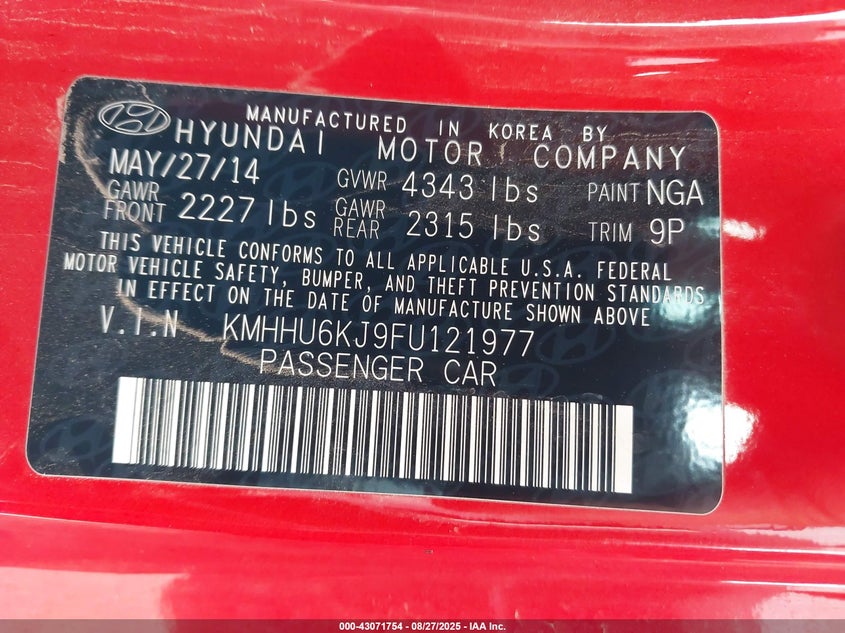 MANUFACTURED IN KOREA BY
HYUNDAI MOTOR COMPANY
MAY/27/14 GVWR 4343 lbs PAINT NGA
GAWR FRONT 2227 lbs GAWR REAR 2315 lbs TRIM 9P
THIS VEHICLE CONFORMS TO ALL APPLICABLE U.S.A. FEDERAL
MOTOR VEHICLE SAFETY, BUMPER, AND THEFT PREVENTION STANDARDS
IN EFFECT ON THE DATE OF MANUFACTURE SHOWN ABOVE
V.I.N KMHHU6KJ9FU121977
PASSENGER CAR
000-43071754 - 08/27/2025 - IAA Inc.